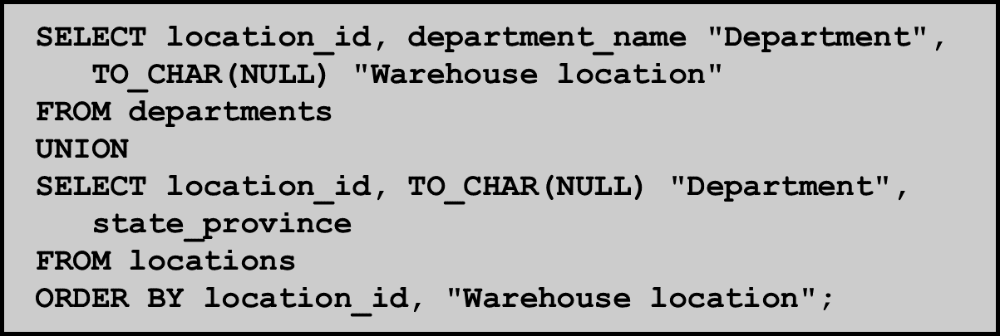 SELECT location_id, department_name "Department",
TO_CHAR(NULL) "Warehouse location"
FROM departments
UNION
SELECT location_id, TO_CHAR(NULL) "Department",
state_province
FROM locations
ORDER BY location_id, "Warehouse location";